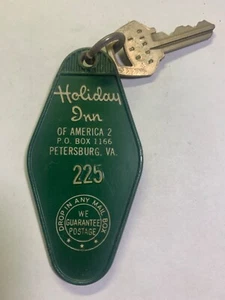 Holiday
Inn
OF AMERICA 2
P.O. BOX 1166
PETERSBURG, VA.
225
DROP IN ANY MAIL BOX
WE
GUARANTEE
POSTAGE